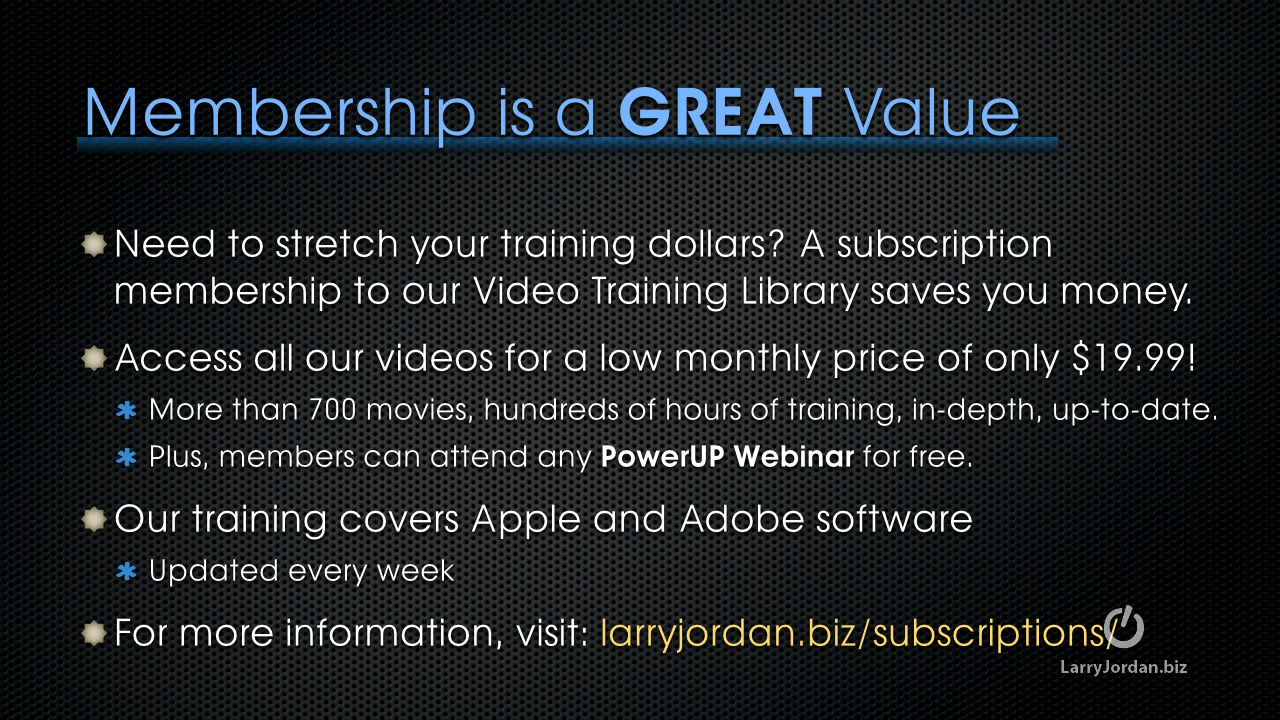 Membership is a GREAT Value
Need to stretch your training dollars? A subscription
membership to our Video Training Library saves you money.
Access all our videos for a low monthly price of only $19.99!
More than 700 movies, hundreds of hours of training, in-depth, up-to-date.
Plus, members can attend any PowerUP Webinar for free.
Our training covers Apple and Adobe software
Updated every week
For more information, visit: larryjordan.biz/subscriptions/
LarryJordan.biz